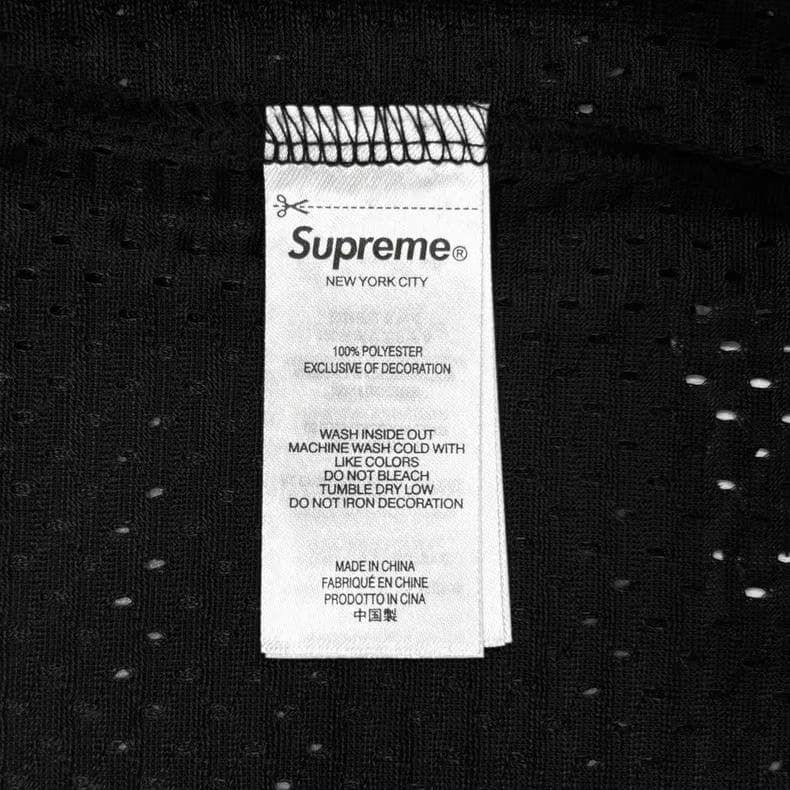 Supreme®
NEW YORK CITY
100% POLYESTER
EXCLUSIVE OF DECORATION
WASH INSIDE OUT
MACHINE WASH COLD WITH
LIKE COLORS
DO NOT BLEACH
TUMBLE DRY LOW
DO NOT IRON DECORATION
MADE IN CHINA
FABRIQUÉ EN CHINE
PRODOTTO IN CINA
中国製